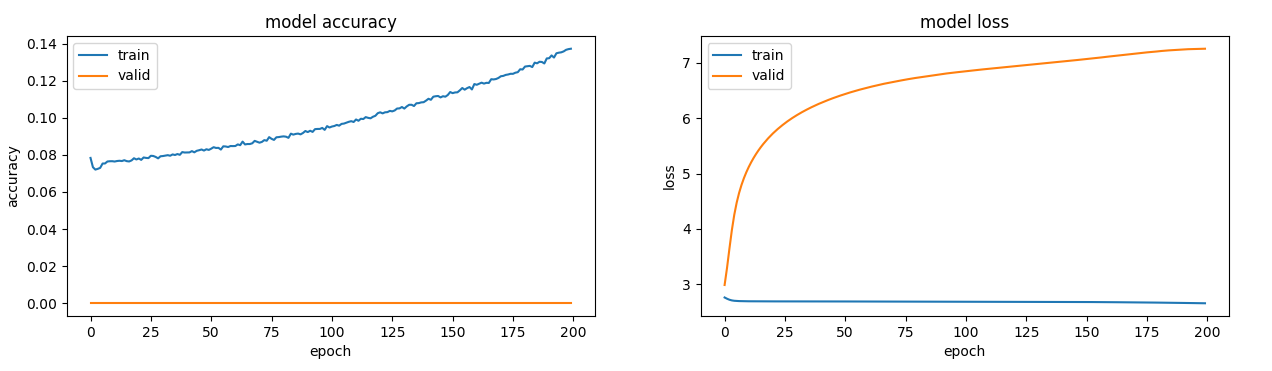 model accuracy
train
valid
0.14
0.12
0.10
0.08
0.06
0.04
0.02
0.00
accuracy
0 25 50 75 100 125 150 175 200
epoch
model loss
train
valid
7
6
5
4
3
loss
0 25 50 75 100 125 150 175 200
epoch